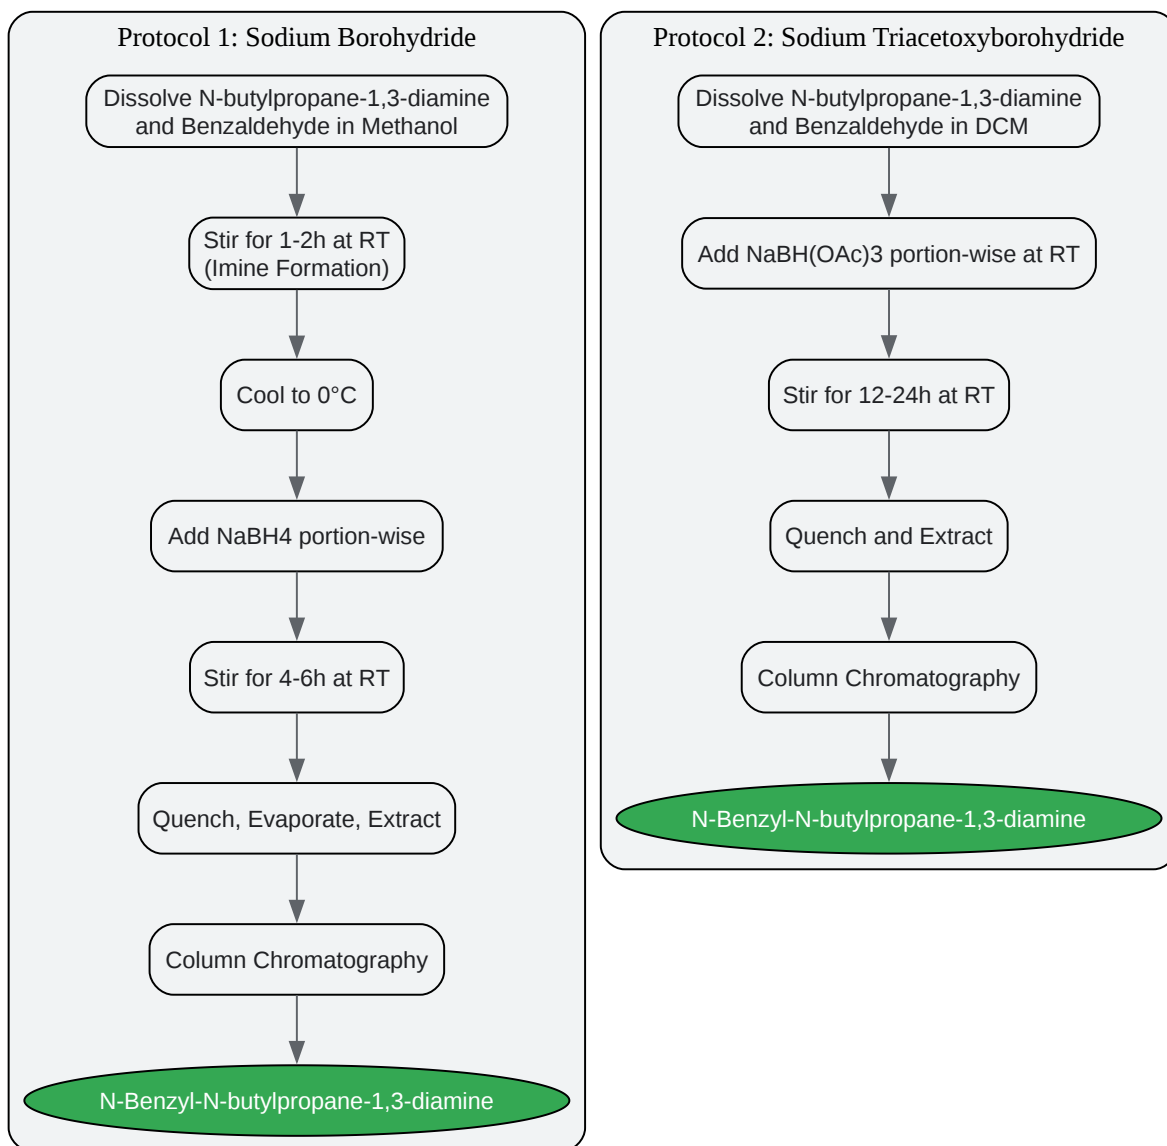 Protocol 1: Sodium Borohydride
Dissolve N-butylpropane-1,3-diamine
and Benzaldehyde in Methanol
Stir for 1-2h at RT
(Imine Formation)
Cool to 0°C
Add NaBH4 portion-wise
Stir for 4-6h at RT
Quench, Evaporate, Extract
Column Chromatography
N-Benzyl-N-butylpropane-1,3-diamine
Protocol 2: Sodium Triacetoxyborohydride
Dissolve N-butylpropane-1,3-diamine
and Benzaldehyde in DCM
Add NaBH(OAc)3 portion-wise at RT
Stir for 12-24h at RT
Quench and Extract
Column Chromatography
N-Benzyl-N-butylpropane-1,3-diamine